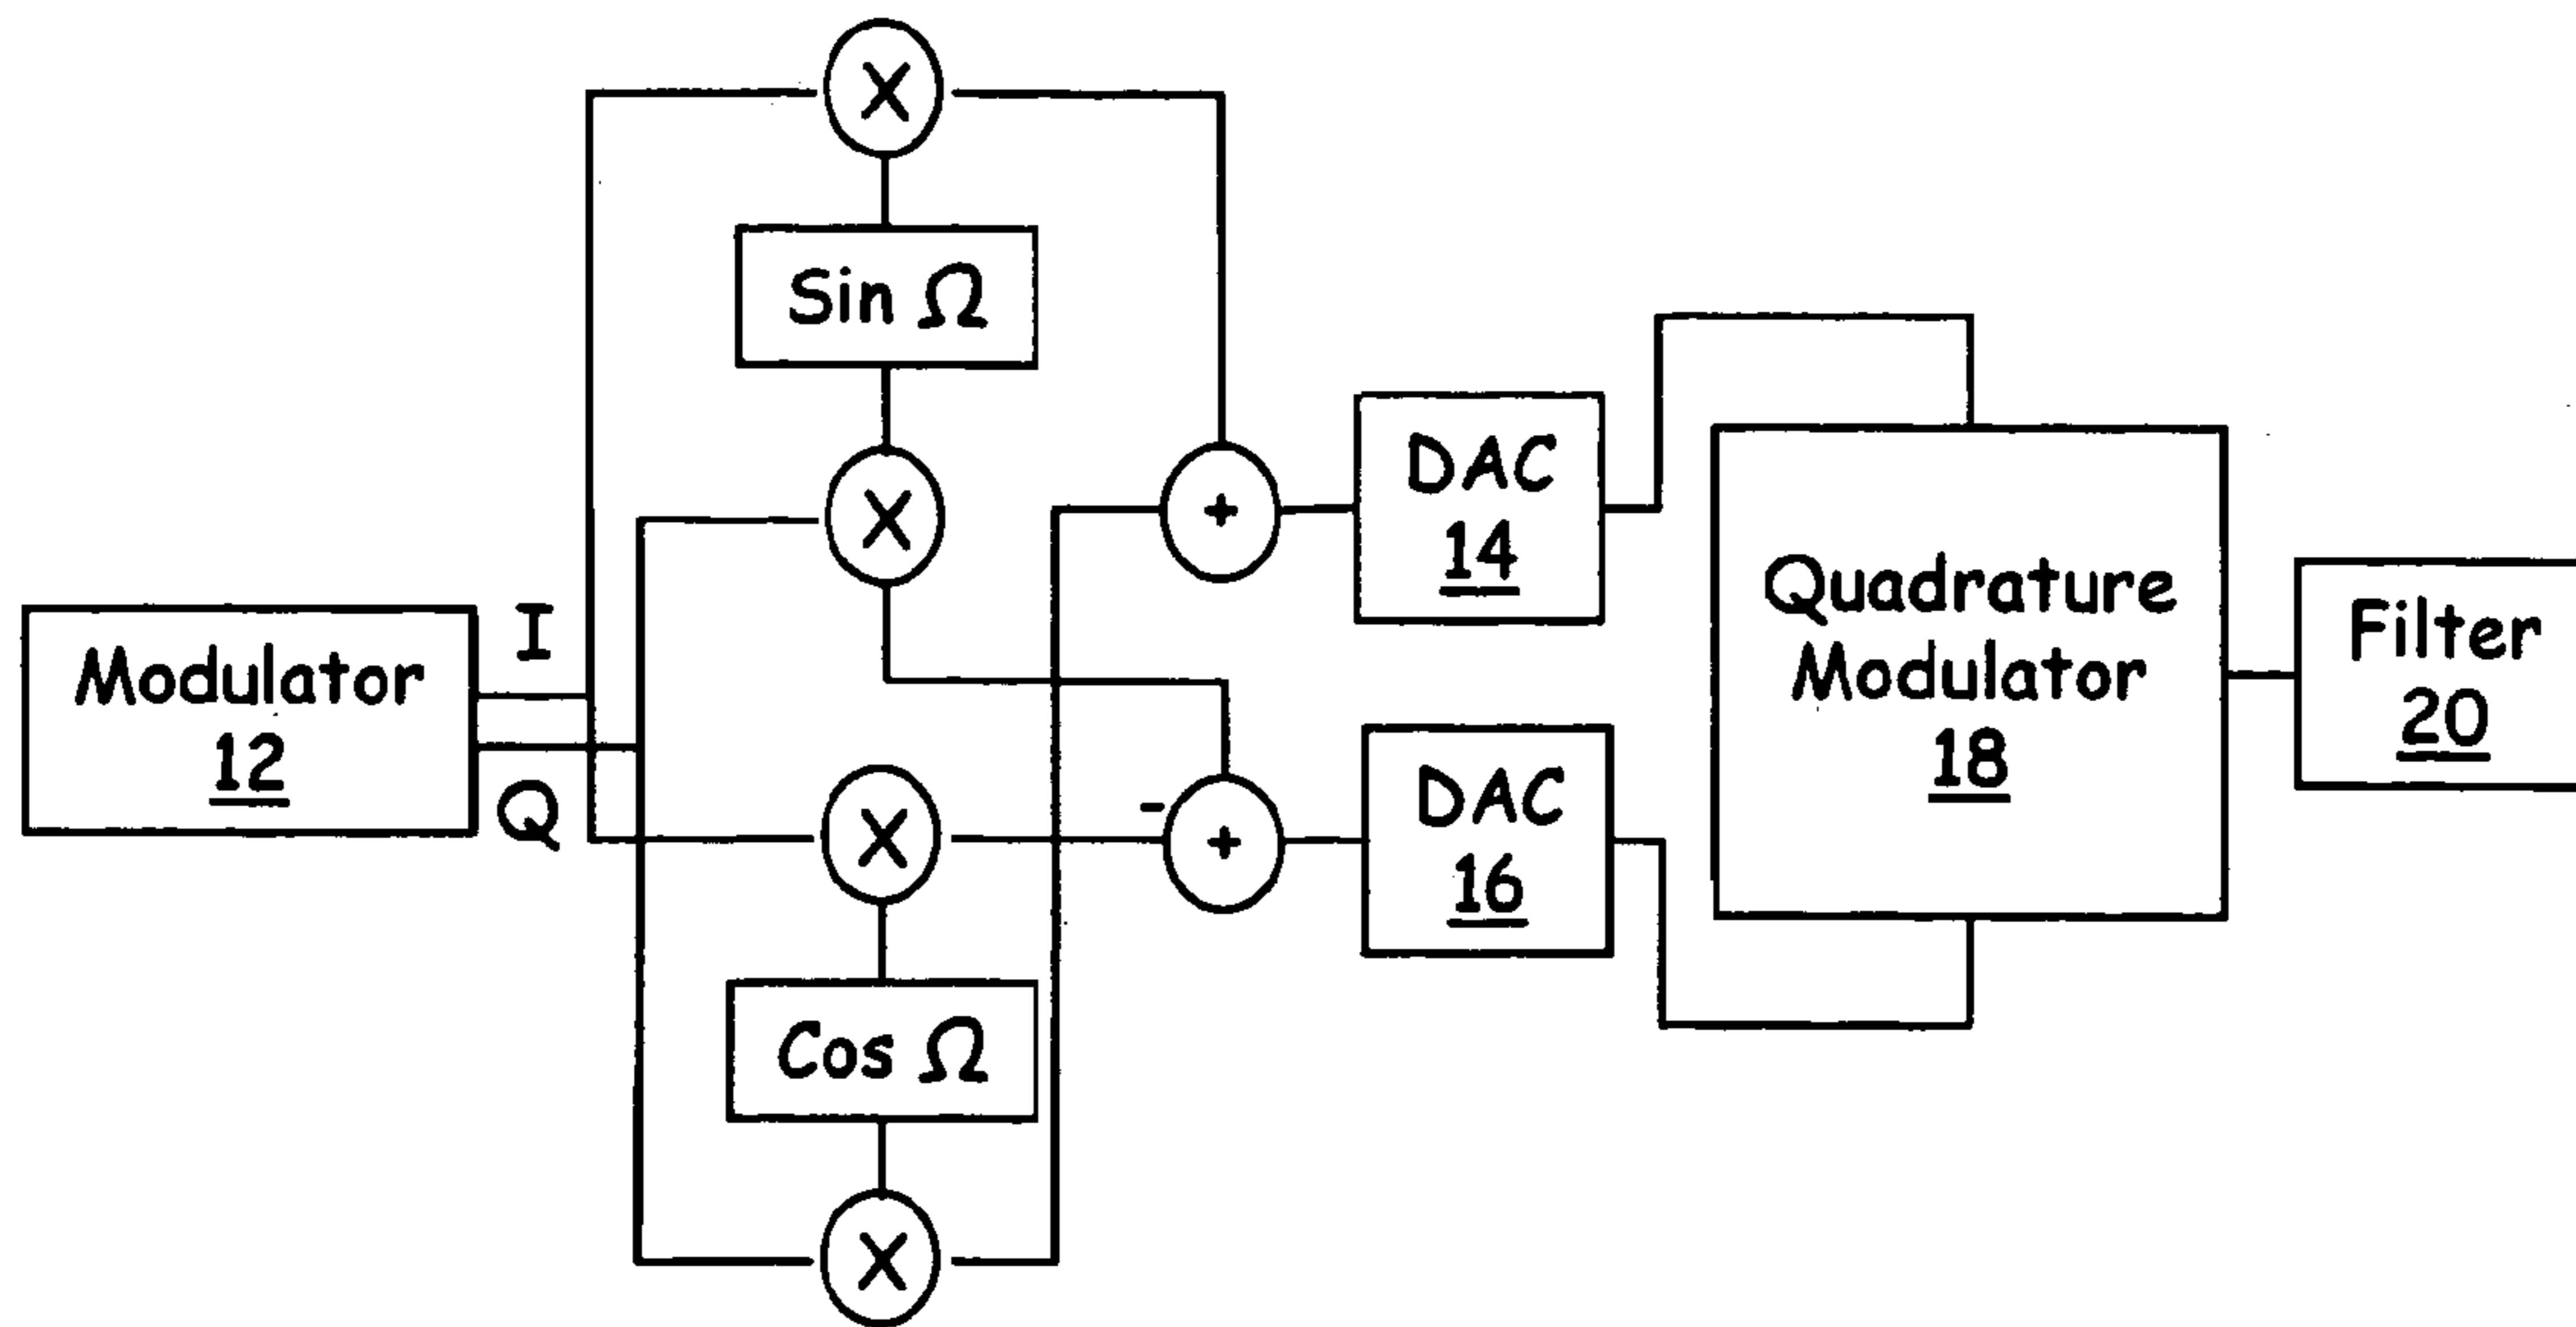 X
Sin Ω
X
Modulator
12
I
Q
X
Cos Ω
X
+
-
+
DAC
14
DAC
16
Quadrature
Modulator
18
Filter
20